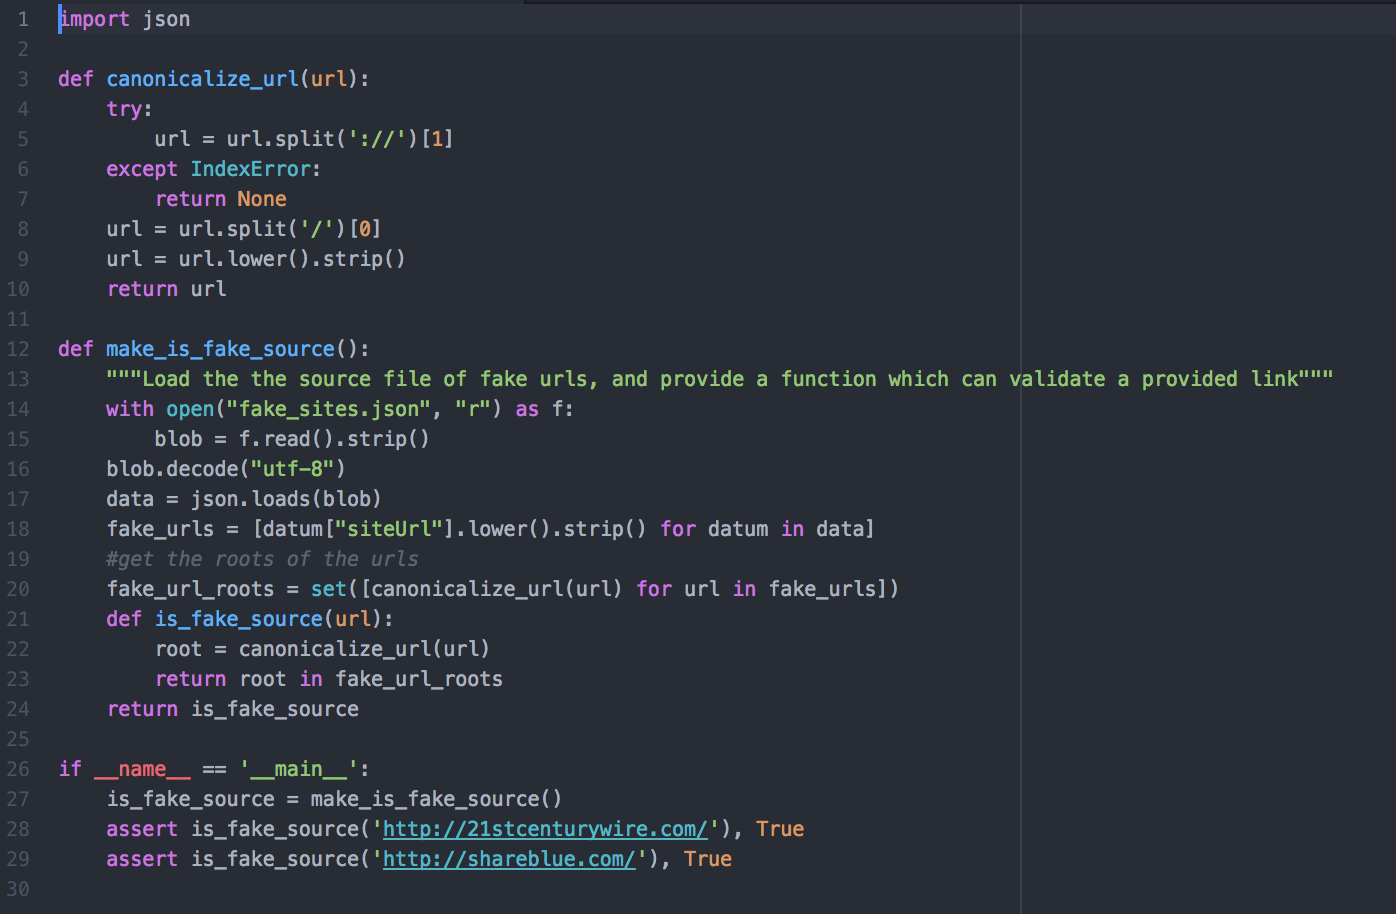 1 import json
2
3 def canonicalize_url(url):
4     try:
5         url = url.split('://')[1]
6     except IndexError:
7         return None
8     url = url.split('/')[0]
9     url = url.lower().strip()
10     return url
11
12 def make_is_fake_source():
13     """Load the the source file of fake urls, and provide a function which can validate a provided link"""
14     with open("fake_sites.json", "r") as f:
15         blob = f.read().strip()
16     blob.decode("utf-8")
17     data = json.loads(blob)
18     fake_urls = [datum["siteUrl"].lower().strip() for datum in data]
19     #get the roots of the urls
20     fake_url_roots = set([canonicalize_url(url) for url in fake_urls])
21     def is_fake_source(url):
22         root = canonicalize_url(url)
23         return root in fake_url_roots
24     return is_fake_source
25
26 if __name__ == '__main__':
27     is_fake_source = make_is_fake_source()
28     assert is_fake_source('http://21stcenturywire.com/'), True
29     assert is_fake_source('http://shareblue.com/'), True
30